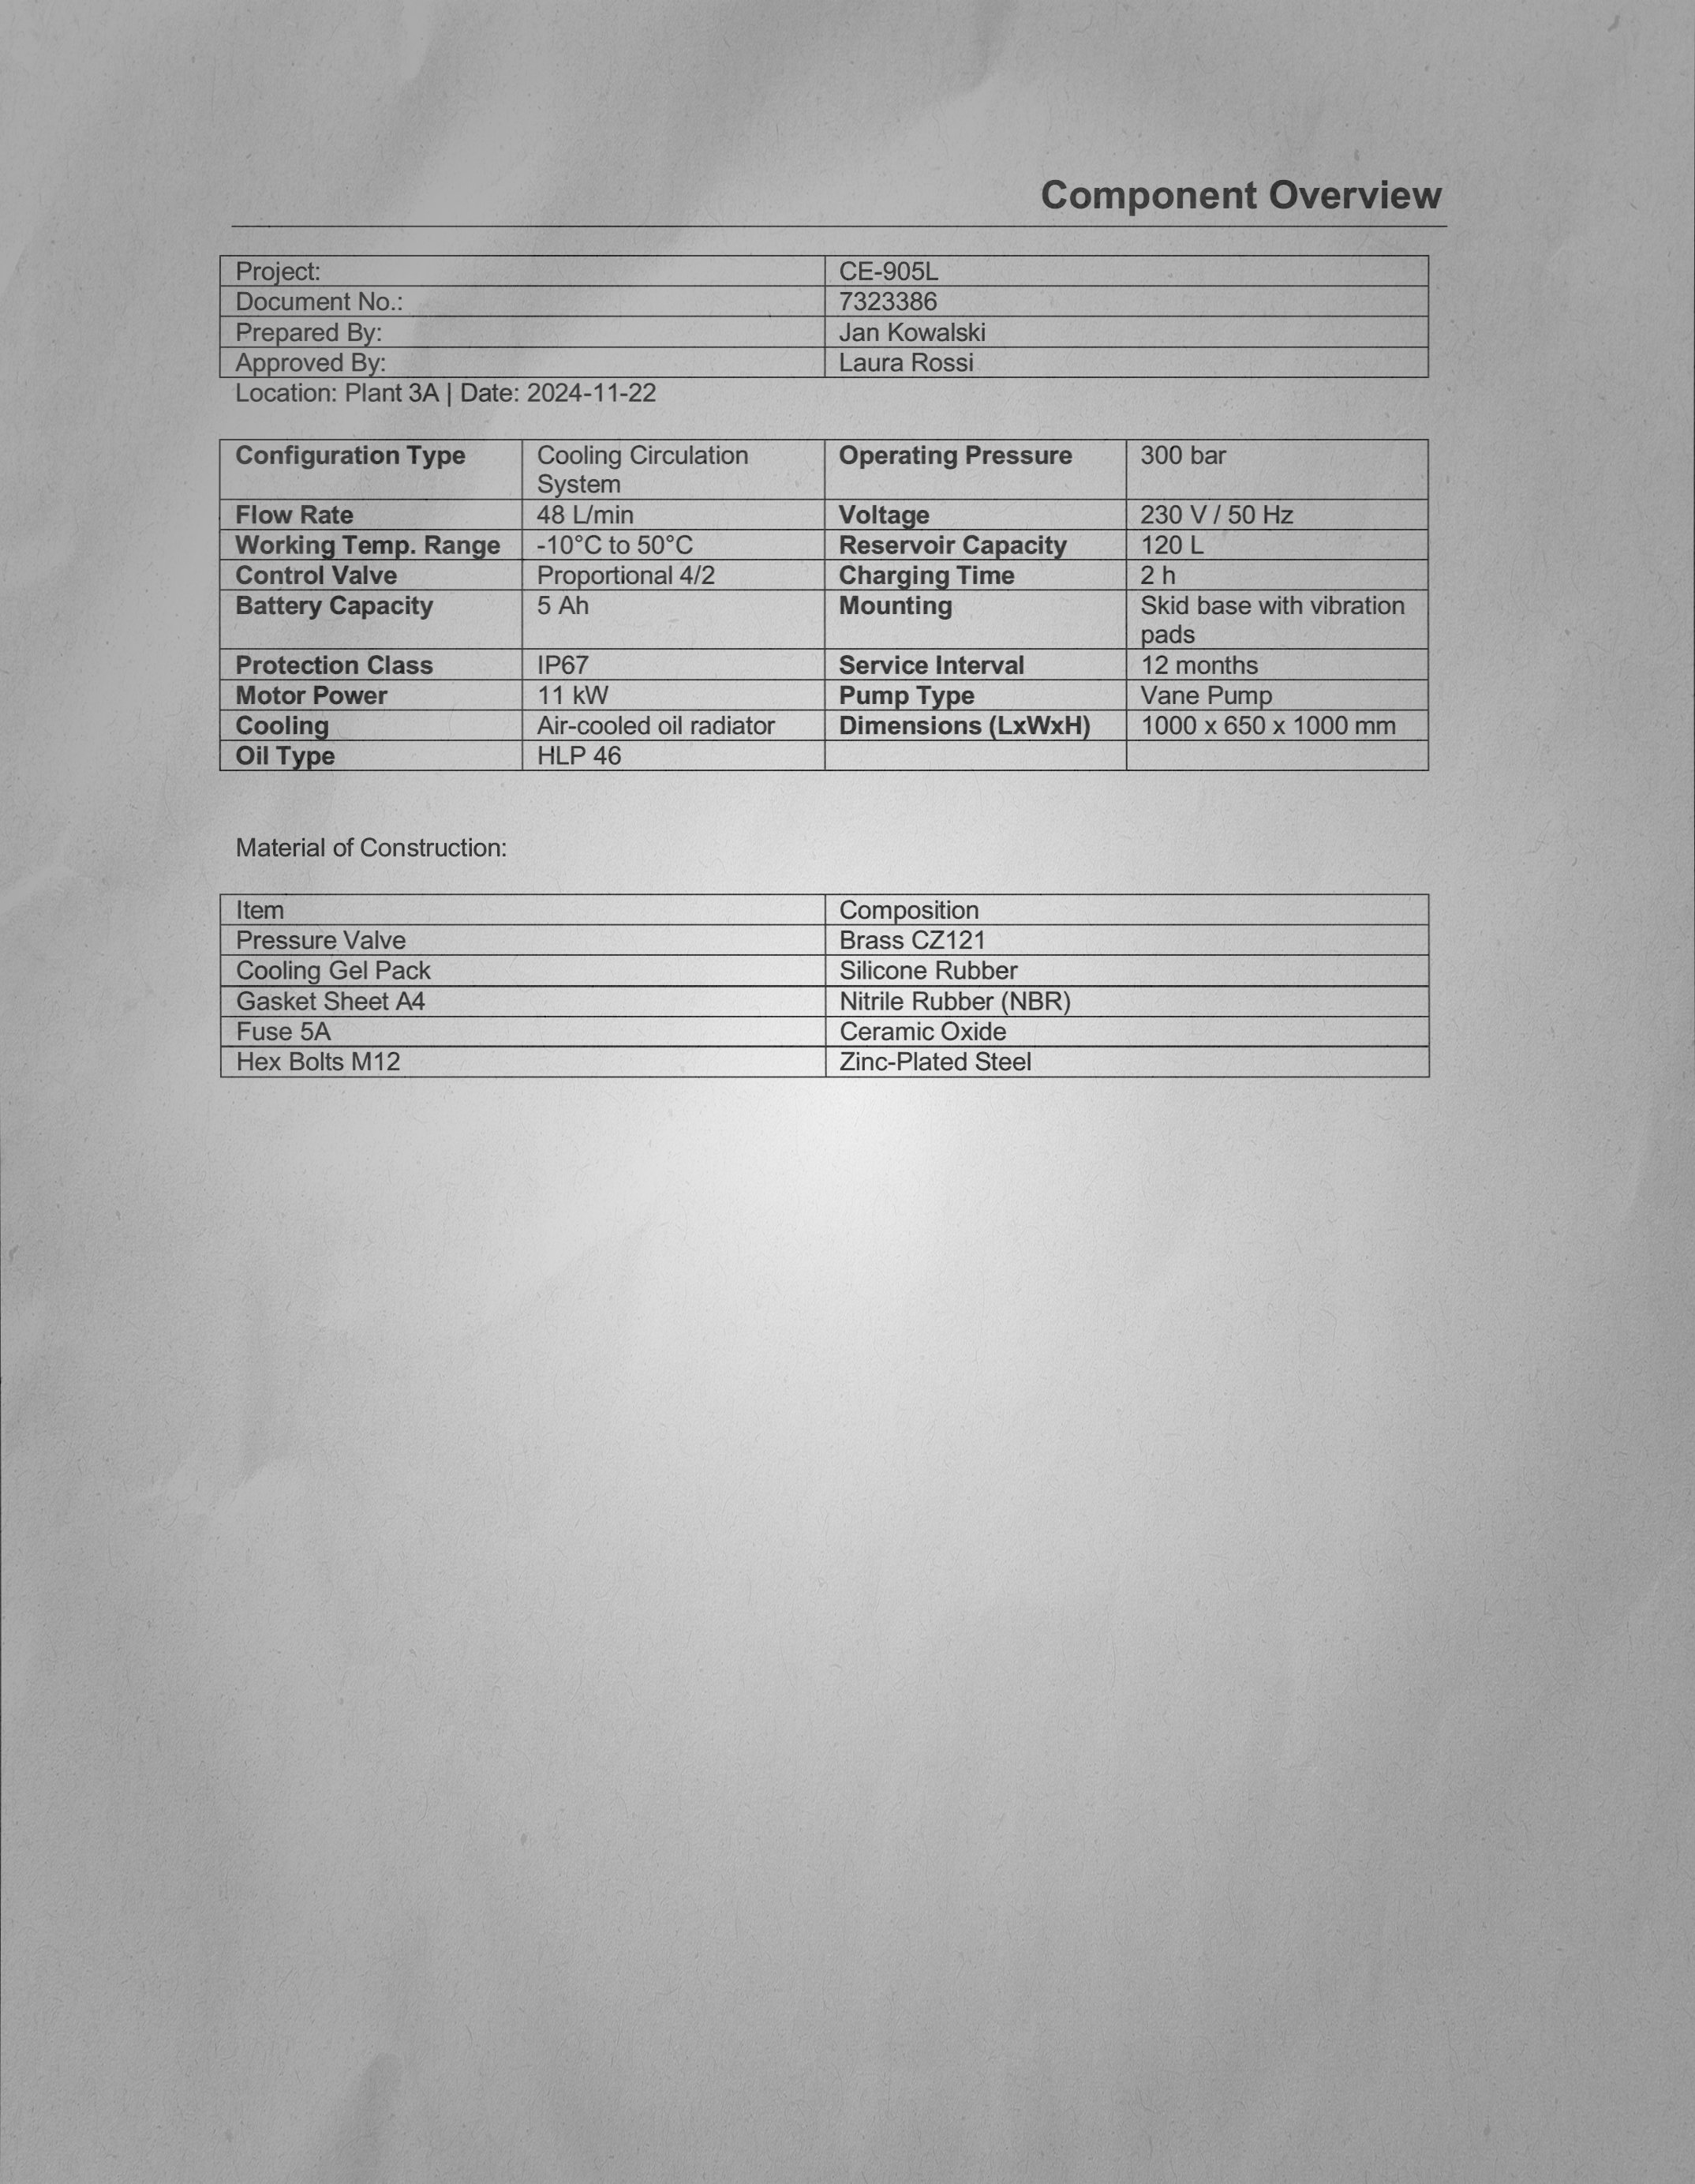 Component Overview
Project: CE-905L
Document No.: 7323386
Prepared By: Jan Kowalski
Approved By: Laura Rossi
Location: Plant 3A | Date: 2024-11-22
Configuration Type Cooling Circulation System Operating Pressure 300 bar
Flow Rate 48 L/min Voltage 230 V / 50 Hz
Working Temp. Range -10°C to 50°C Reservoir Capacity 120 L
Control Valve Proportional 4/2 Charging Time 2 h
Battery Capacity 5 Ah Mounting Skid base with vibration pads
Protection Class IP67 Service Interval 12 months
Motor Power 11 kW Pump Type Vane Pump
Cooling Air-cooled oil radiator Dimensions (LxWxH) 1000 x 650 x 1000 mm
Oil Type HLP 46
Material of Construction:
Item Composition
Pressure Valve Brass CZ121
Cooling Gel Pack Silicone Rubber
Gasket Sheet A4 Nitrile Rubber (NBR)
Fuse 5A Ceramic Oxide
Hex Bolts M12 Zinc-Plated Steel